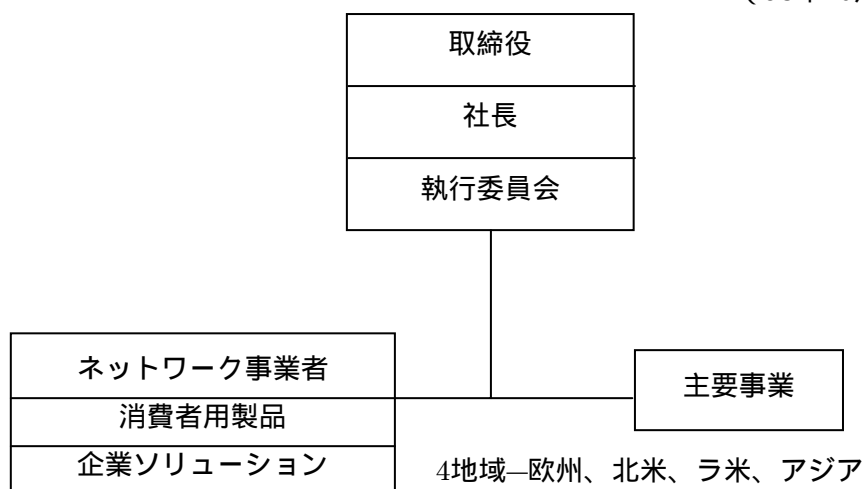 取締役
社長
執行委員会
ネットワーク事業者
主要事業
消費者用製品
企業ソリューション
4地域―欧州、北米、ラ米、アジア